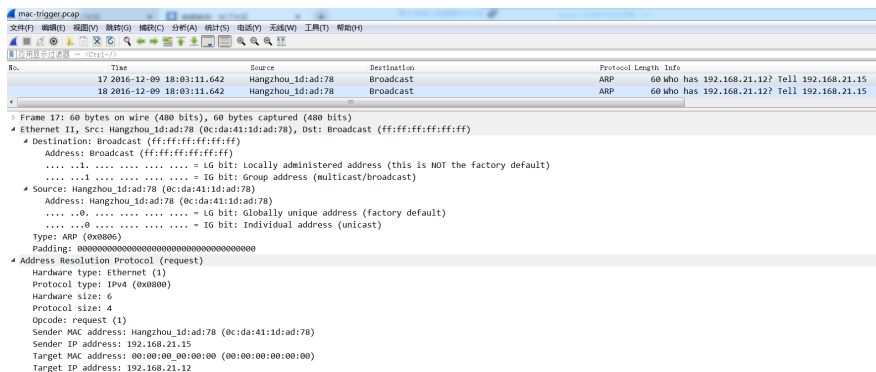 mac-trigger.pcap
文件(F) 编辑(E) 视图(V) 跳转(G) 捕获(C) 分析(A) 统计(S) 电话(Y) 无线(W) 工具(T) 帮助(H)
应用显示过滤器 … <Ctrl-/>
No. Time Source Destination Protocol Length Info
17 2016-12-09 18:03:11.642 Hangzhou_1d:ad:78 Broadcast ARP 60 Who has 192.168.21.12? Tell 192.168.21.15
18 2016-12-09 18:03:11.642 Hangzhou_1d:ad:78 Broadcast ARP 60 Who has 192.168.21.12? Tell 192.168.21.15
Frame 17: 60 bytes on wire (480 bits), 60 bytes captured (480 bits)
Ethernet II, Src: Hangzhou_1d:ad:78 (0c:da:41:1d:ad:78), Dst: Broadcast (ff:ff:ff:ff:ff:ff)
Destination: Broadcast (ff:ff:ff:ff:ff:ff)
Address: Broadcast (ff:ff:ff:ff:ff:ff)
.... ..1. .... .... .... .... = LG bit: Locally administered address (this is NOT the factory default)
.... ...1 .... .... .... .... = IG bit: Group address (multicast/broadcast)
Source: Hangzhou_1d:ad:78 (0c:da:41:1d:ad:78)
Address: Hangzhou_1d:ad:78 (0c:da:41:1d:ad:78)
.... ..0. .... .... .... .... = LG bit: Globally unique address (factory default)
.... ...0 .... .... .... .... = IG bit: Individual address (unicast)
Type: ARP (0x0806)
Padding: 000000000000000000000000000000000000
Address Resolution Protocol (request)
Hardware type: Ethernet (1)
Protocol type: IPv4 (0x0800)
Hardware size: 6
Protocol size: 4
Opcode: request (1)
Sender MAC address: Hangzhou_1d:ad:78 (0c:da:41:1d:ad:78)
Sender IP address: 192.168.21.15
Target MAC address: 00:00:00_00:00:00 (00:00:00:00:00:00)
Target IP address: 192.168.21.12